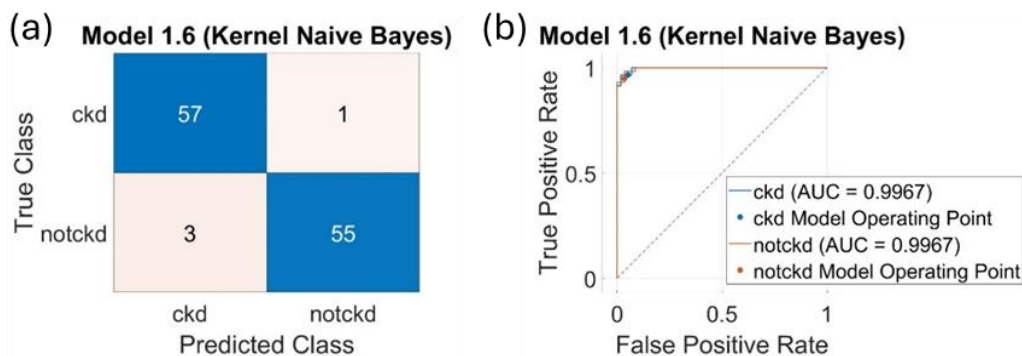 (a)
Model 1.6 (Kernel Naive Bayes)
True Class
ckd
57
1
notckd
3
55
ckd
notckd
Predicted Class
(b)
Model 1.6 (Kernel Naive Bayes)
True Positive Rate
1
0.5
0
ckd (AUC = 0.9967)
ckd Model Operating Point
notckd (AUC = 0.9967)
notckd Model Operating Point
0
0.5
1
False Positive Rate